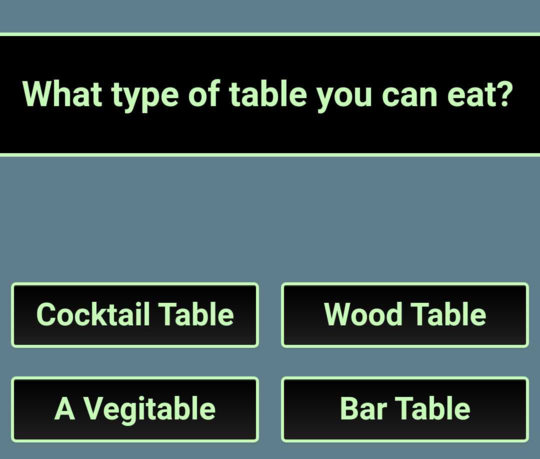 What type of table you can eat?
Cocktail Table
Wood Table
A Vegitable
Bar Table